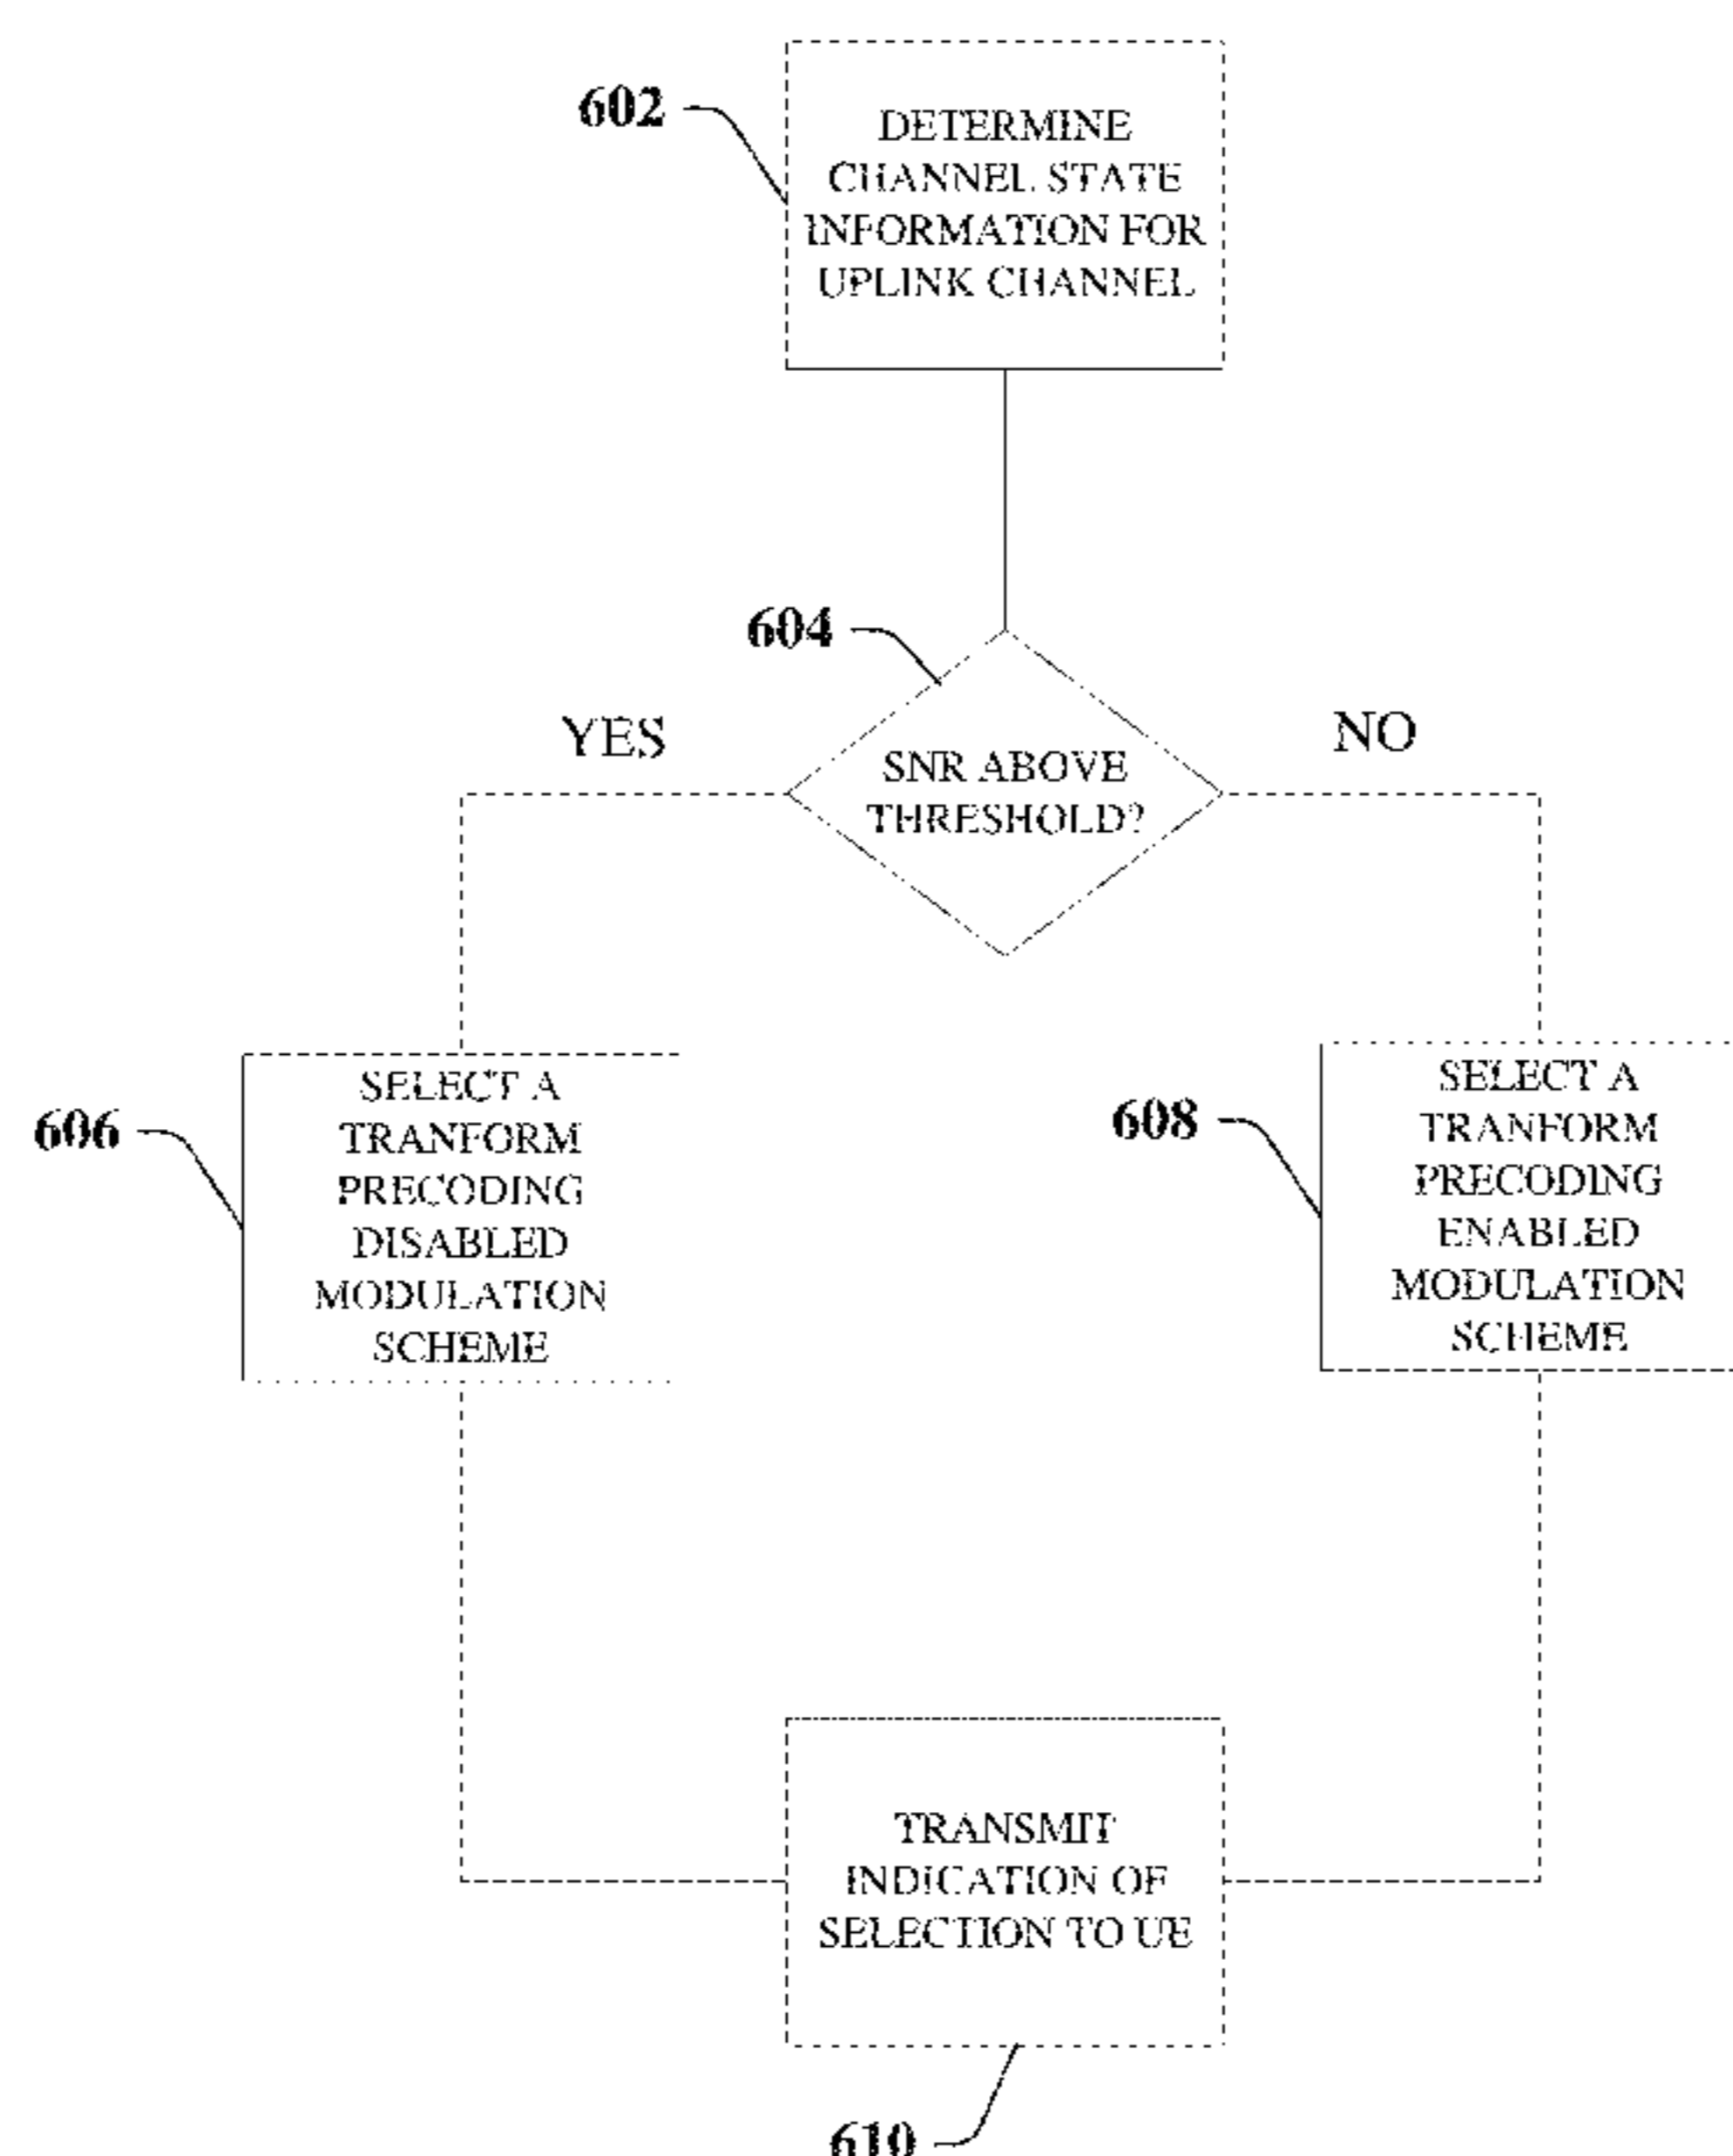 602
DETERMINE
CHANNEL STATE
INFORMATION FOR
UPLINK CHANNEL
604
YES
NO
SNR ABOVE
THRESHOLD?
606
SELECT A
TRANFORM
PRECODING
DISABLED
MODULATION
SCHEME
608
SELECT A
TRANFORM
PRECODING
ENABLED
MODULATION
SCHEME
TRANSMIT
INDICATION OF
SELECTION TO UE
610